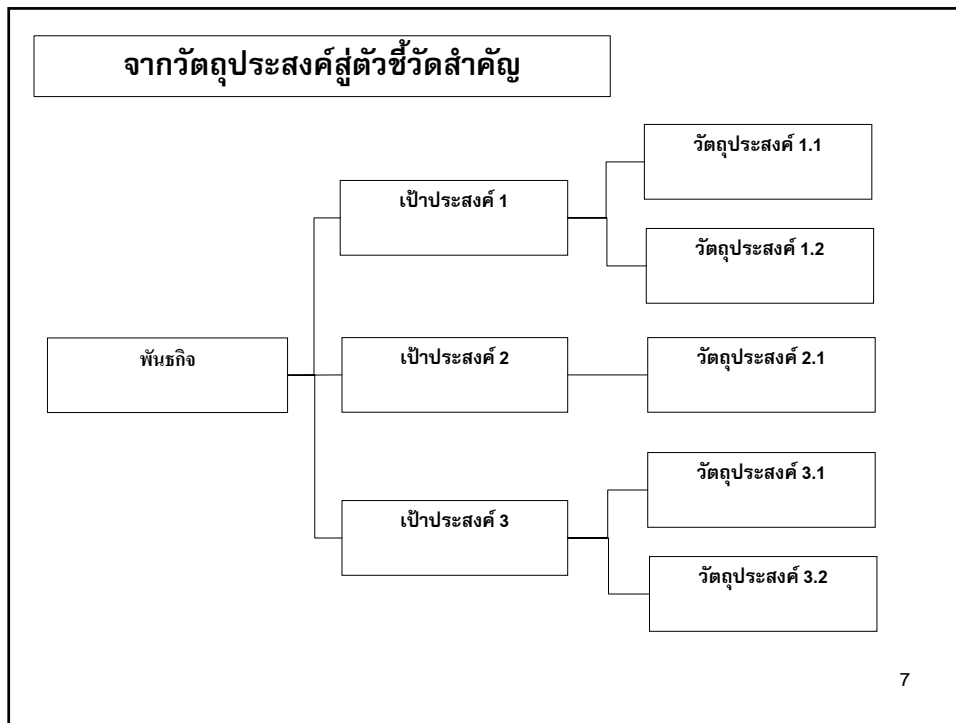 จากวัตถุประสงค์สู่ตัวชี้วัดสำคัญ
พันธกิจ
เป้าประสงค์ 1
วัตถุประสงค์ 1.1
วัตถุประสงค์ 1.2
เป้าประสงค์ 2
วัตถุประสงค์ 2.1
เป้าประสงค์ 3
วัตถุประสงค์ 3.1
วัตถุประสงค์ 3.2
7